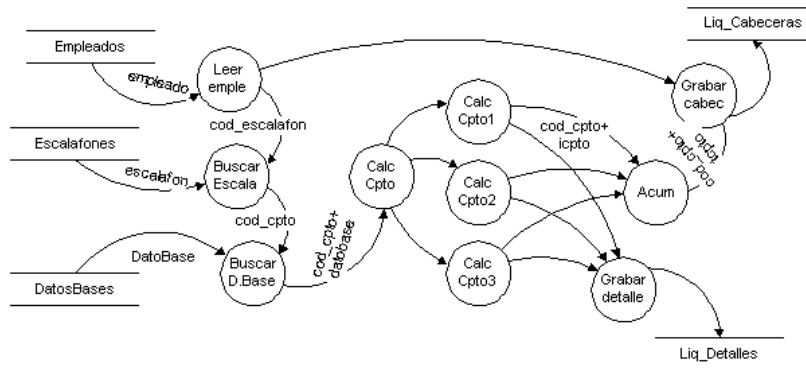 Liq_Cabeceras
Empleados
empleado
Leer
emple
Grabar
cabec
cod_escalafon
Calc
Cpto1
cod_cpto+
icpto
cod_cpto+
tcpto
Escalafones
escalafon
Buscar
Escala
Calc
Cpto
Calc
Cpto2
Acum
cod_cpto
cod_cpto+
datobase
DatoBase
Buscar
D.Base
Calc
Cpto3
Grabar
detalle
DatosBases
Liq_Detalles